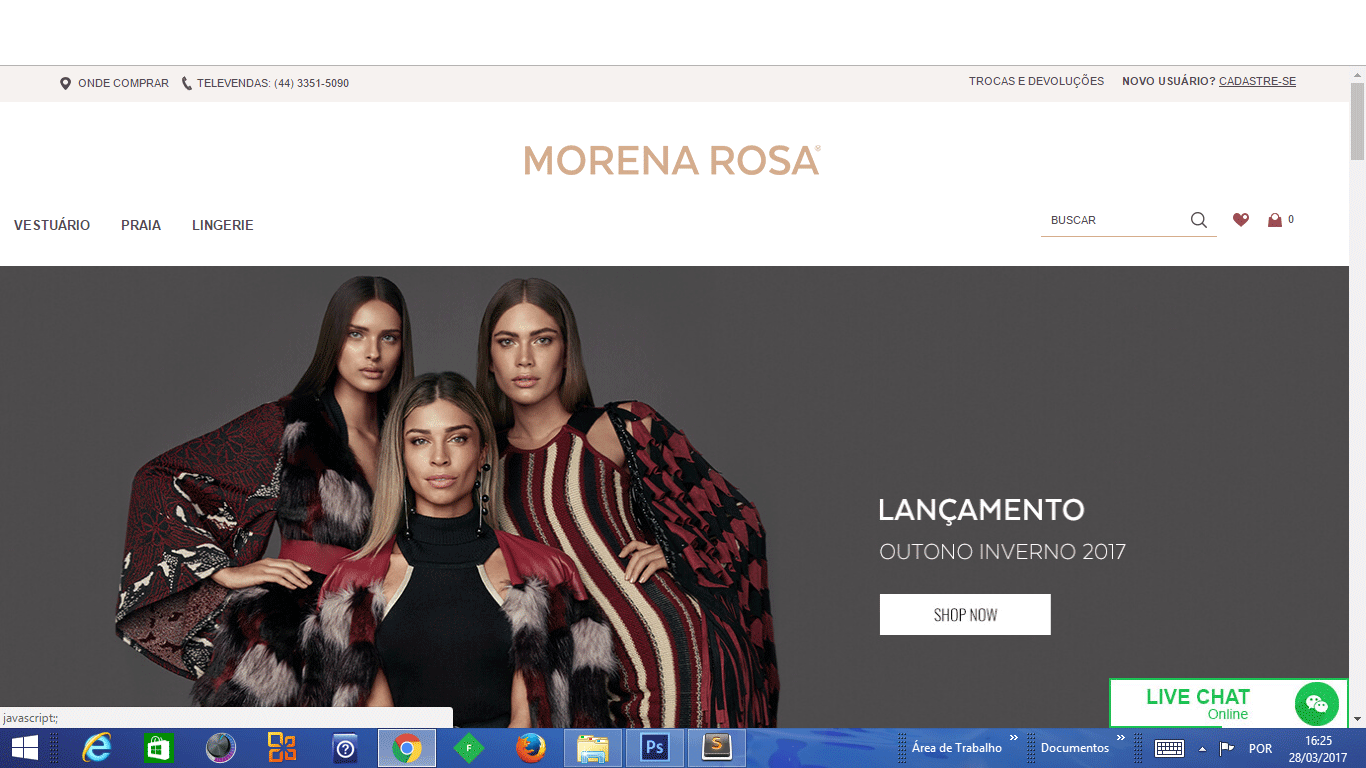 ONDE COMPRAR TELEVENDAS: (44) 3351-5090 TROCAS E DEVOLUÇÕES NOVO USUÁRIO? CADASTRE-SE
MORENA ROSA®
VESTUÁRIO PRAIA LINGERIE BUSCAR 0
LANÇAMENTO
OUTONO INVERNO 2017
SHOP NOW
LIVE CHAT
Online
javascript:;
F Ps S Área de Trabalho » Documentos » POR 16:25
28/03/2017